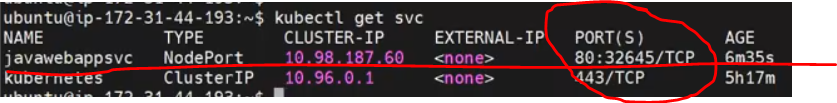 ubuntu@ip-172-31-44-193:~$ kubectl get svc
NAME TYPE CLUSTER-IP EXTERNAL-IP PORT(S) AGE
javawebappsvc NodePort 10.98.187.60 <none> 80:32645/TCP 6m35s
kubernetes ClusterIP 10.96.0.1 <none> 443/TCP 5h17m
ubuntu@ip-172-31-44-193:~$